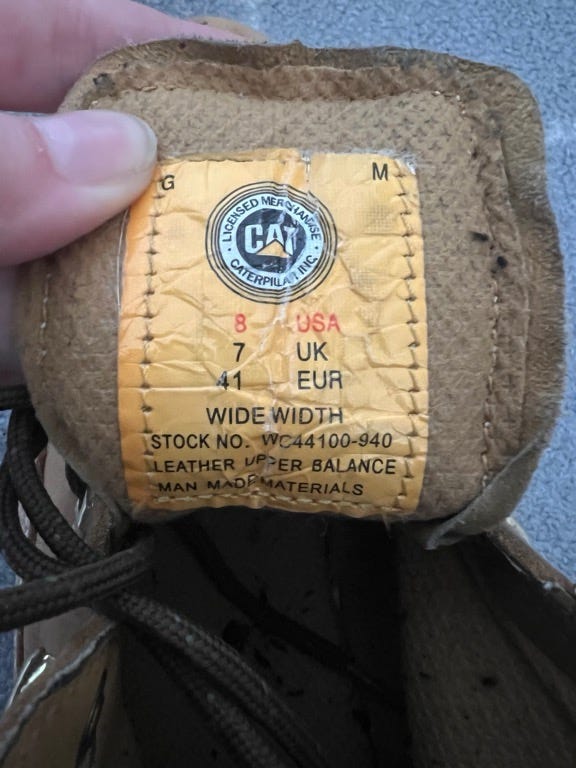 G M
LICENSED MERCHANDISE
CAT
CATERPILLAR INC.
8 USA
7 UK
41 EUR
WIDE WIDTH
STOCK NO. WC44100-940
LEATHER UPPER BALANCE
MAN MADE MATERIALS